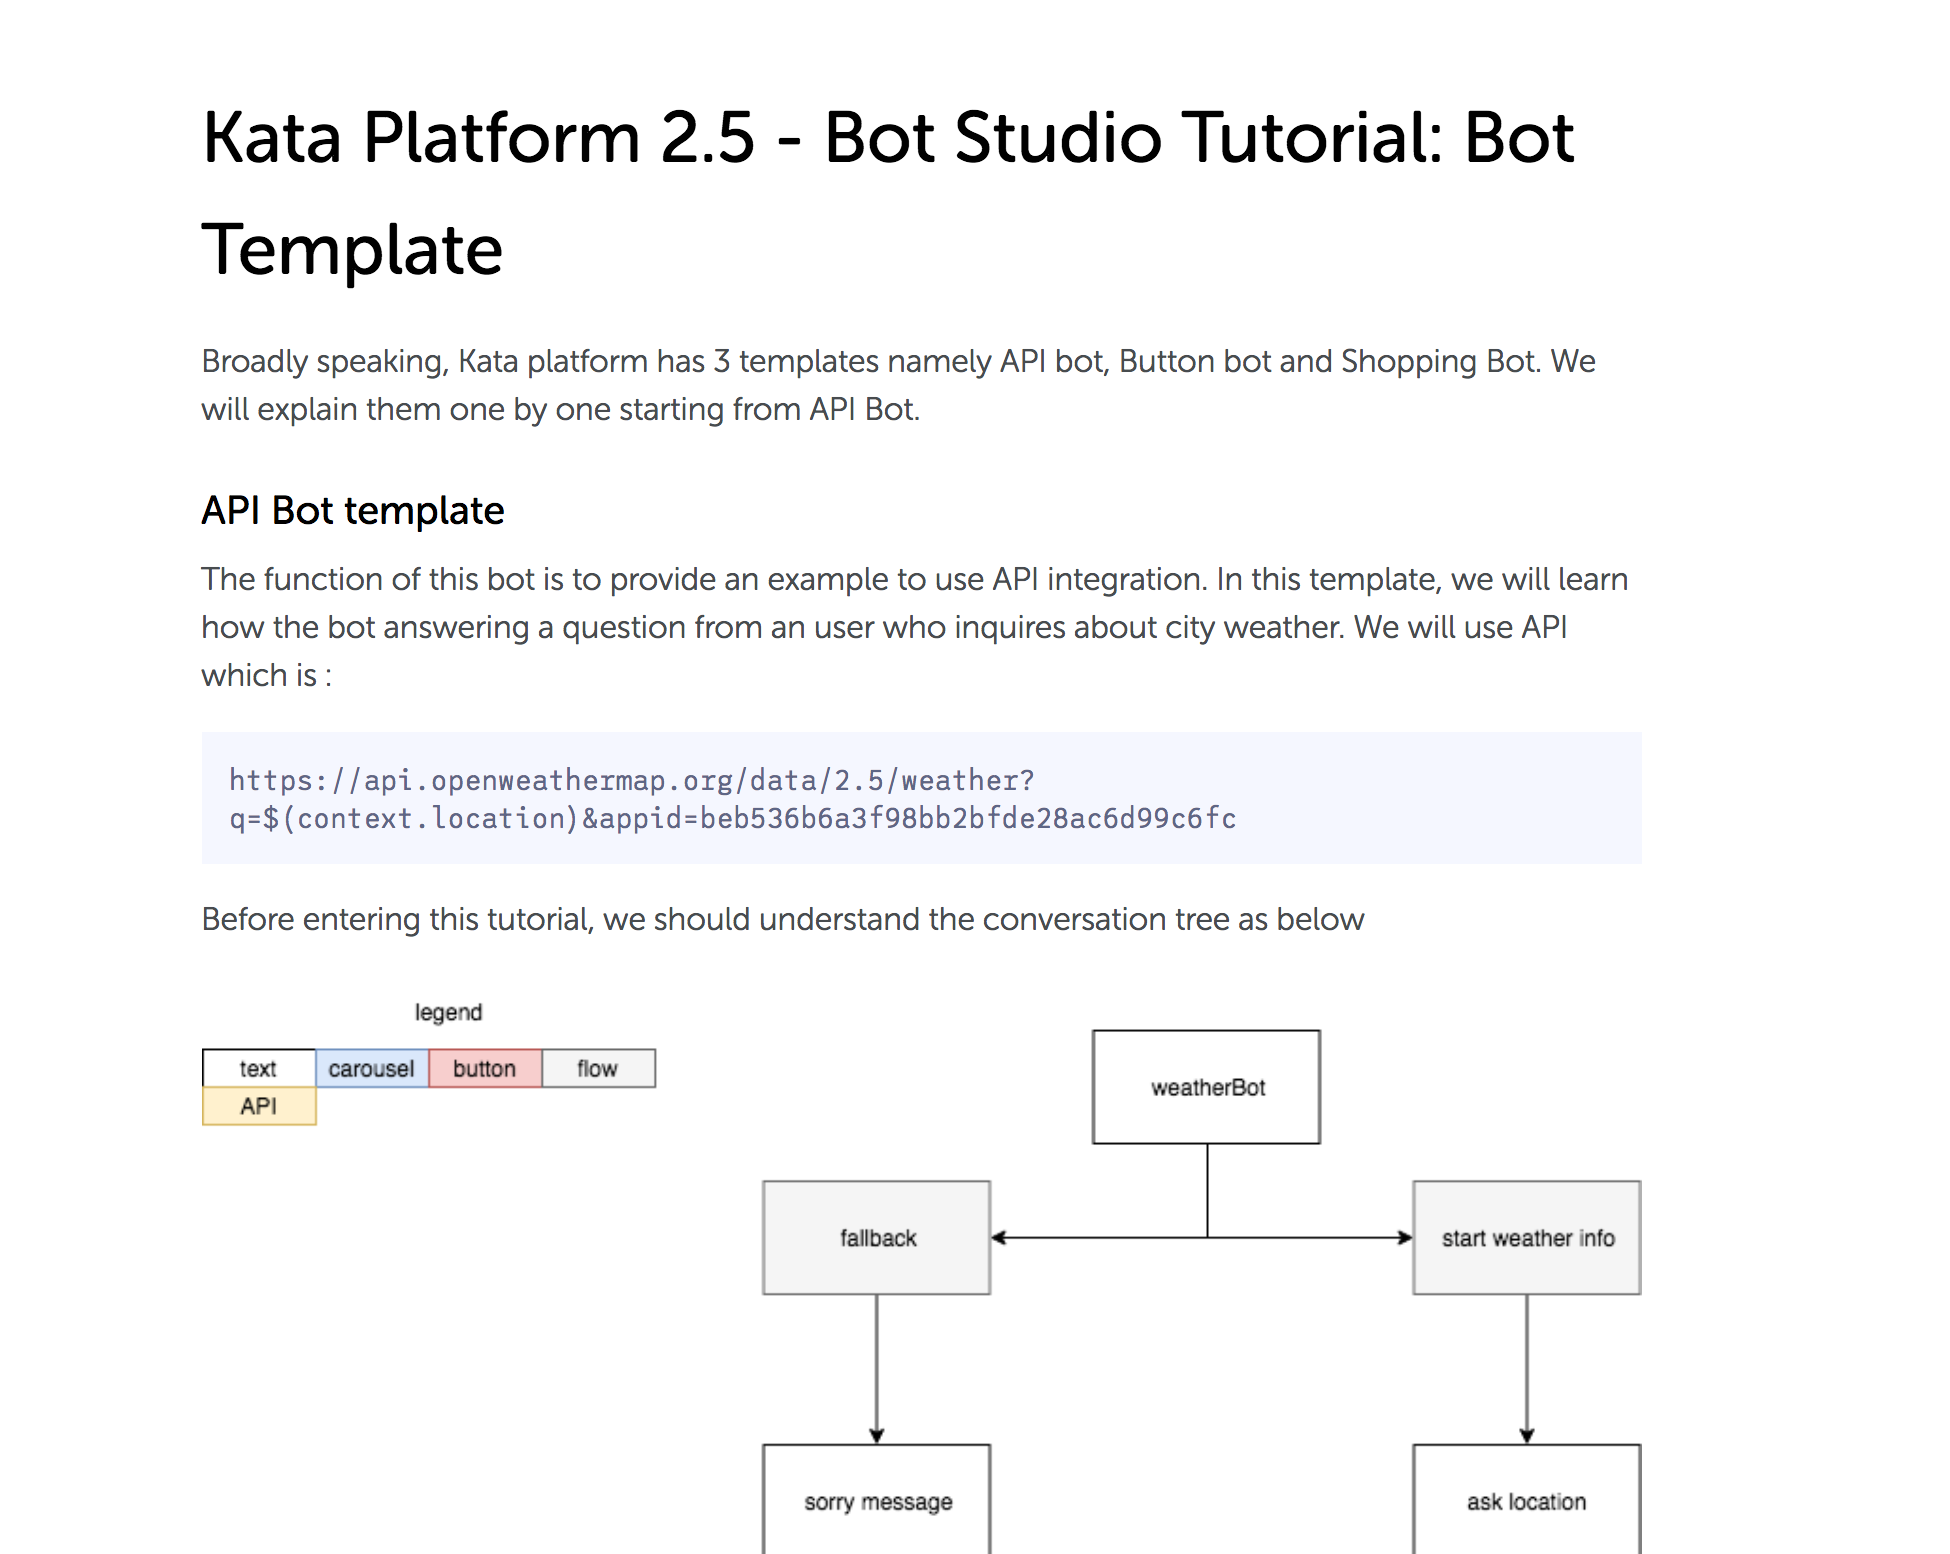 Kata Platform 2.5 - Bot Studio Tutorial: Bot
Template
Broadly speaking, Kata platform has 3 templates namely API bot, Button bot and Shopping Bot. We
will explain them one by one starting from API Bot.
API Bot template
The function of this bot is to provide an example to use API integration. In this template, we will learn
how the bot answering a question from an user who inquires about city weather. We will use API
which is :
https://api.openweathermap.org/data/2.5/weather?
q=$(context.location)&appid=beb536b6a3f98bb2bfde28ac6d99c6fc
Before entering this tutorial, we should understand the conversation tree as below
legend
text carousel button flow
API
weatherBot
fallback start weather info
sorry message ask location